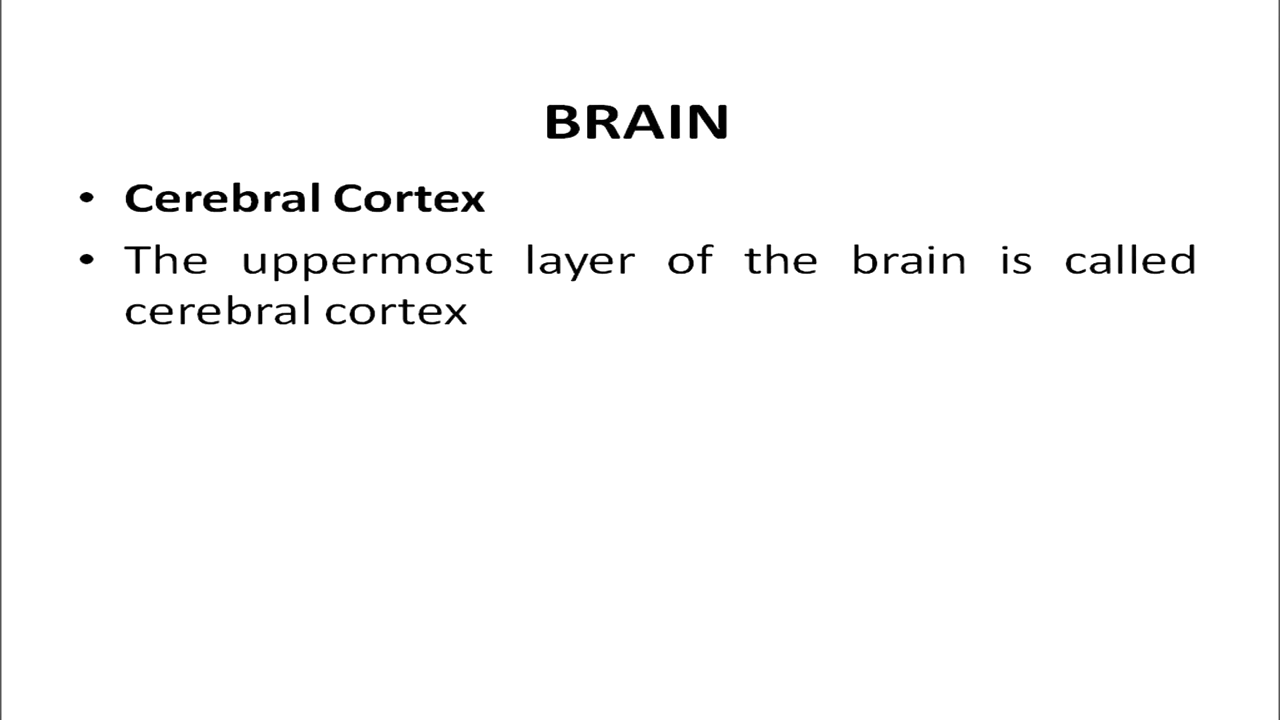 BRAIN
• Cerebral Cortex
• The uppermost layer of the brain is called
cerebral cortex